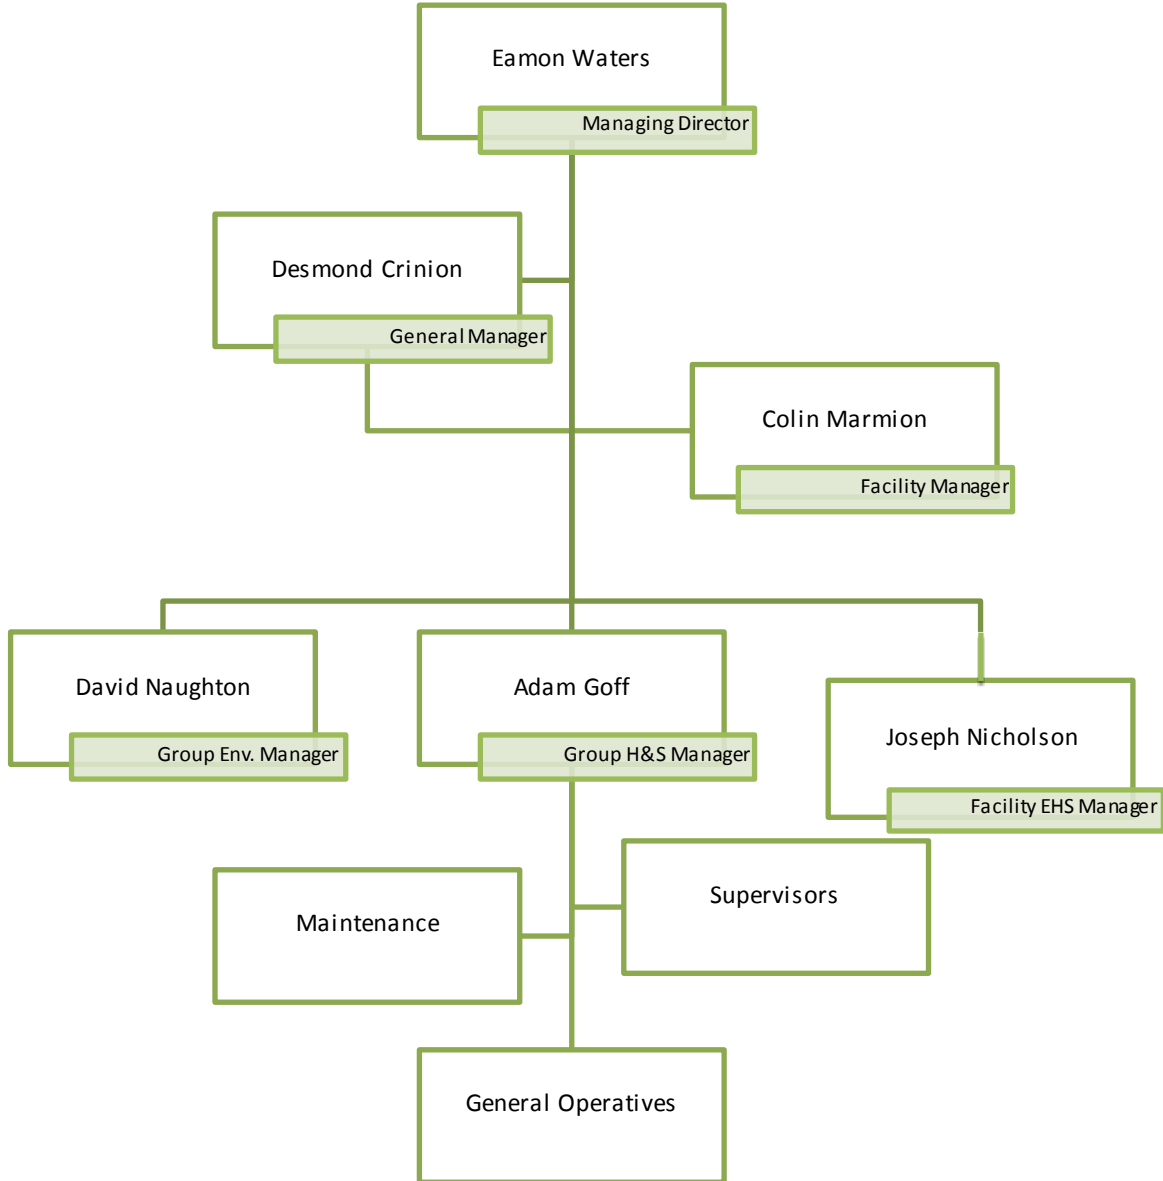 Eamon Waters
Managing Director
Desmond Crinion
General Manager
Colin Marmion
Facility Manager
David Naughton
Group Env. Manager
Adam Goff
Group H&S Manager
Joseph Nicholson
Facility EHS Manager
Supervisors
Maintenance
General Operatives